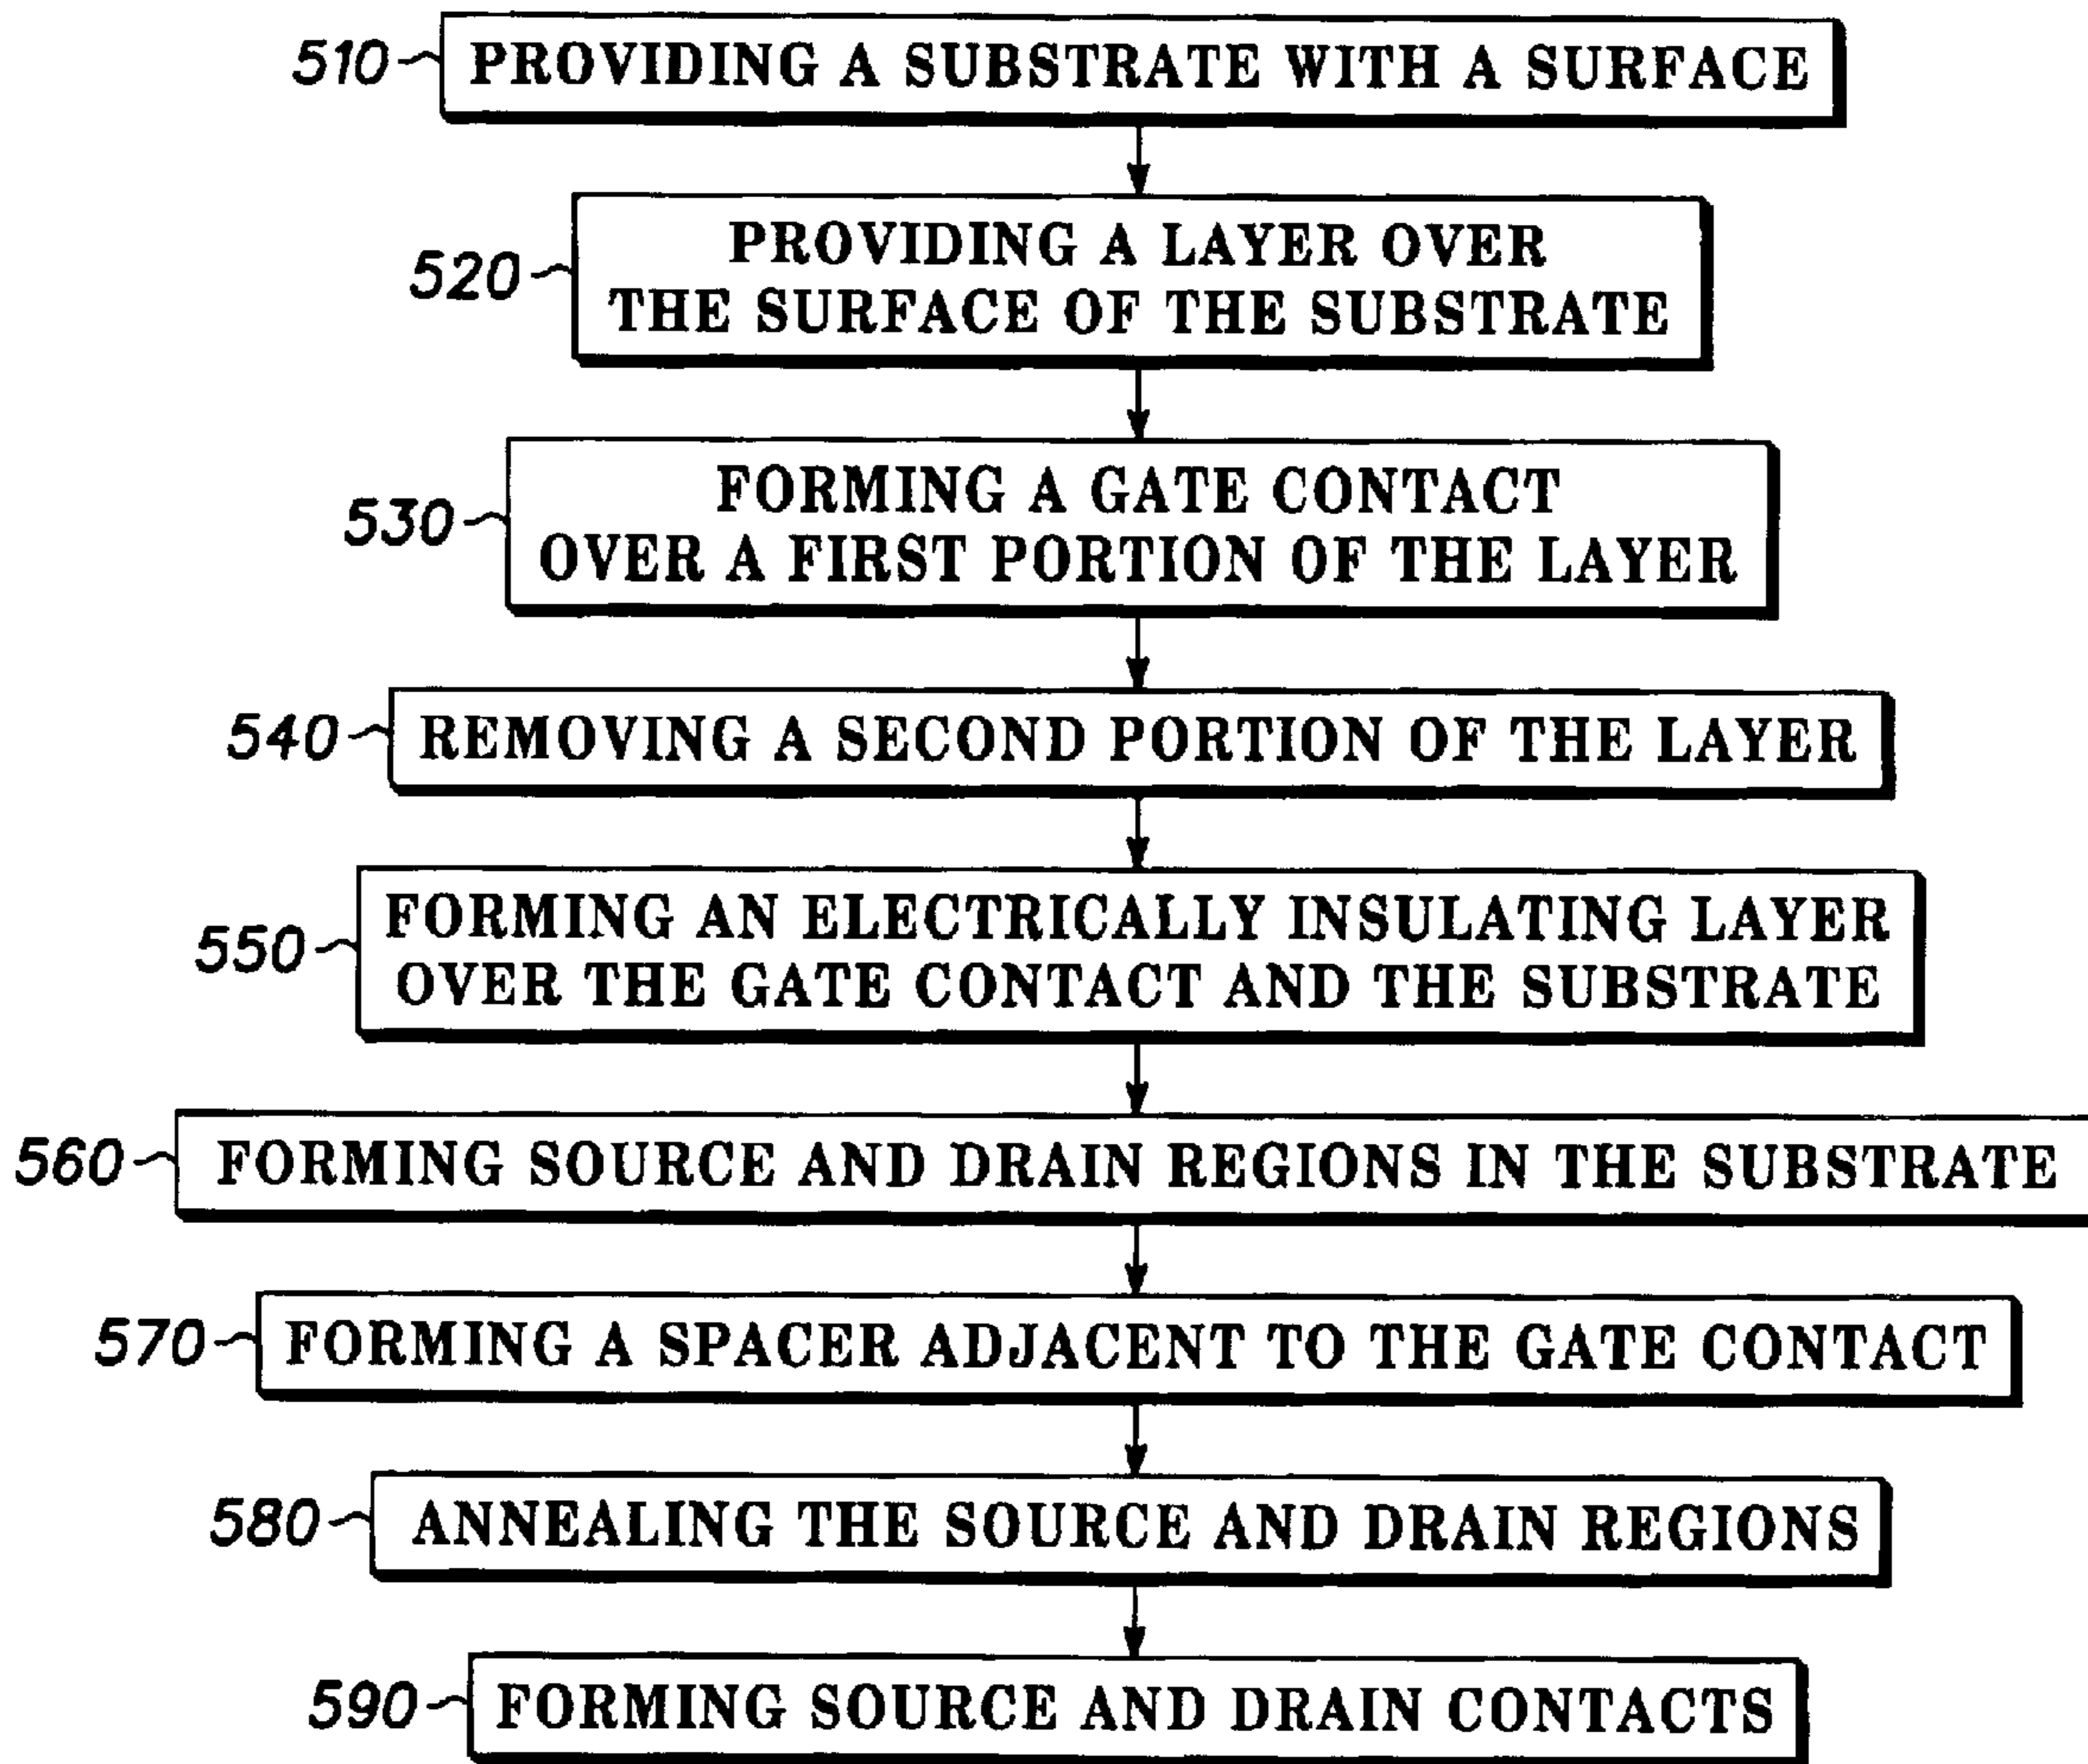 510 PROVIDING A SUBSTRATE WITH A SURFACE
520 PROVIDING A LAYER OVER
THE SURFACE OF THE SUBSTRATE
530 FORMING A GATE CONTACT
OVER A FIRST PORTION OF THE LAYER
540 REMOVING A SECOND PORTION OF THE LAYER
550 FORMING AN ELECTRICALLY INSULATING LAYER
OVER THE GATE CONTACT AND THE SUBSTRATE
560 FORMING SOURCE AND DRAIN REGIONS IN THE SUBSTRATE
570 FORMING A SPACER ADJACENT TO THE GATE CONTACT
580 ANNEALING THE SOURCE AND DRAIN REGIONS
590 FORMING SOURCE AND DRAIN CONTACTS